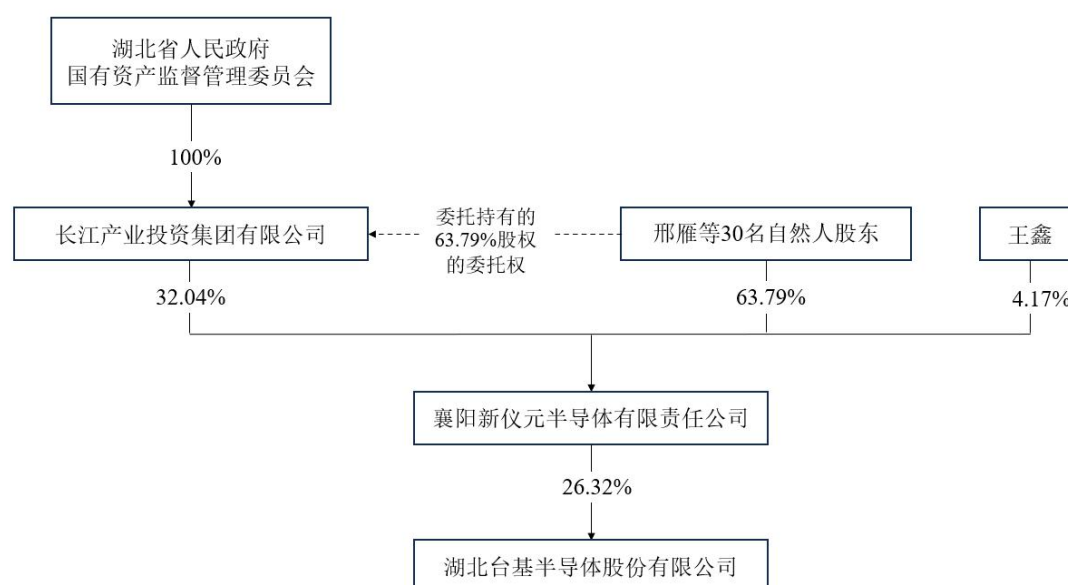 湖北省人民政府
国有资产监督管理委员会
100%
长江产业投资集团有限公司
委托持有的
63.79%股权
的委托权
邢雁等30名自然人股东
王鑫
32.04%
63.79%
4.17%
襄阳新仪元半导体有限责任公司
26.32%
湖北台基半导体股份有限公司